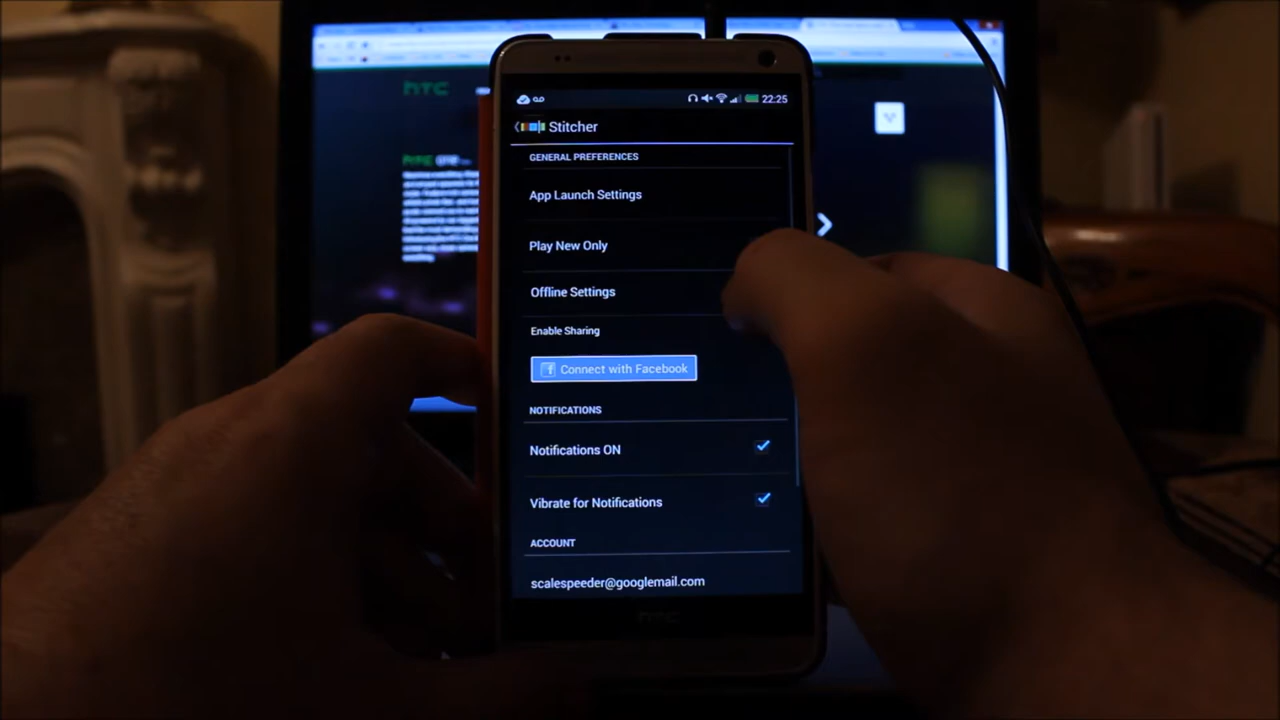 hTC
22:25
Stitcher
GENERAL PREFERENCES
App Launch Settings
Play New Only
Offline Settings
Enable Sharing
f Connect with Facebook
NOTIFICATIONS
Notifications ON
Vibrate for Notifications
ACCOUNT
scalespeeder@googlemail.com
hTC